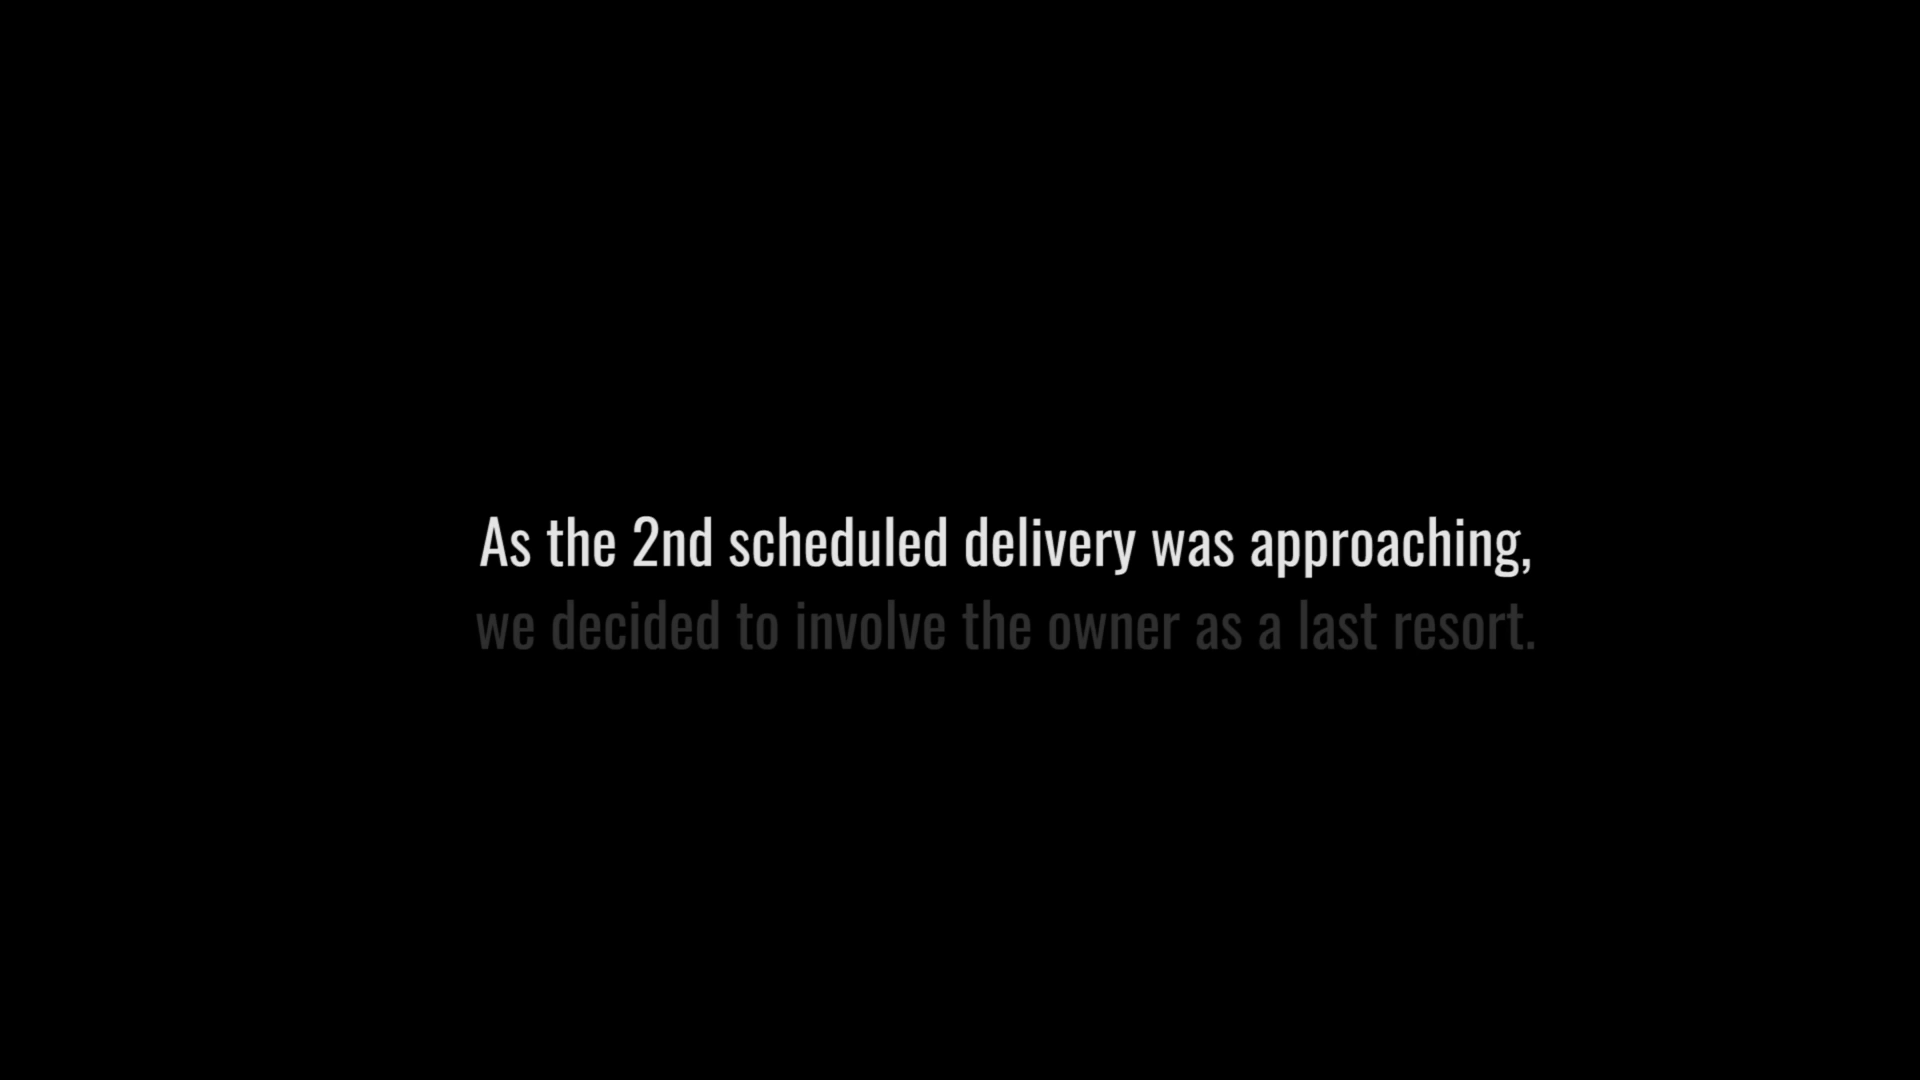 As the 2nd scheduled delivery was approaching,
we decided to involve the owner as a last resort.